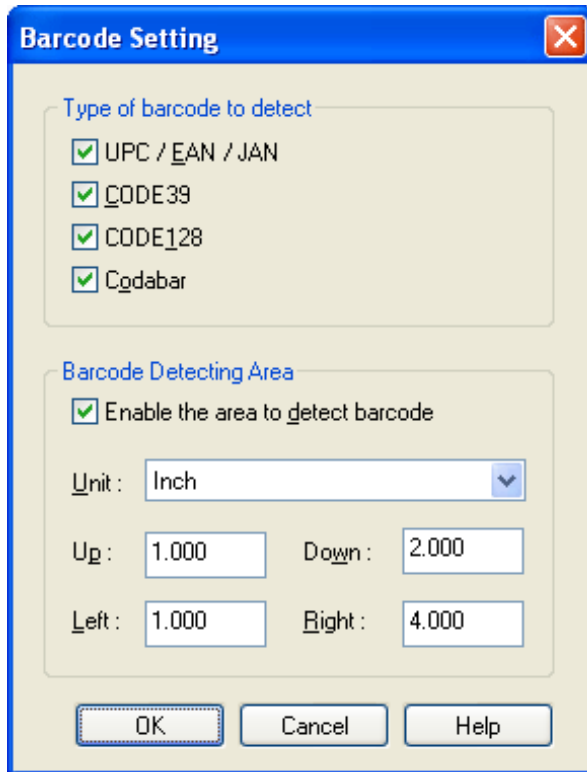 Barcode Setting
Type of barcode to detect
UPC / EAN / JAN
CODE39
CODE128
Codabar
Barcode Detecting Area
Enable the area to detect barcode
Unit : Inch
Up : 1.000 Down : 2.000
Left : 1.000 Right : 4.000
OK Cancel Help